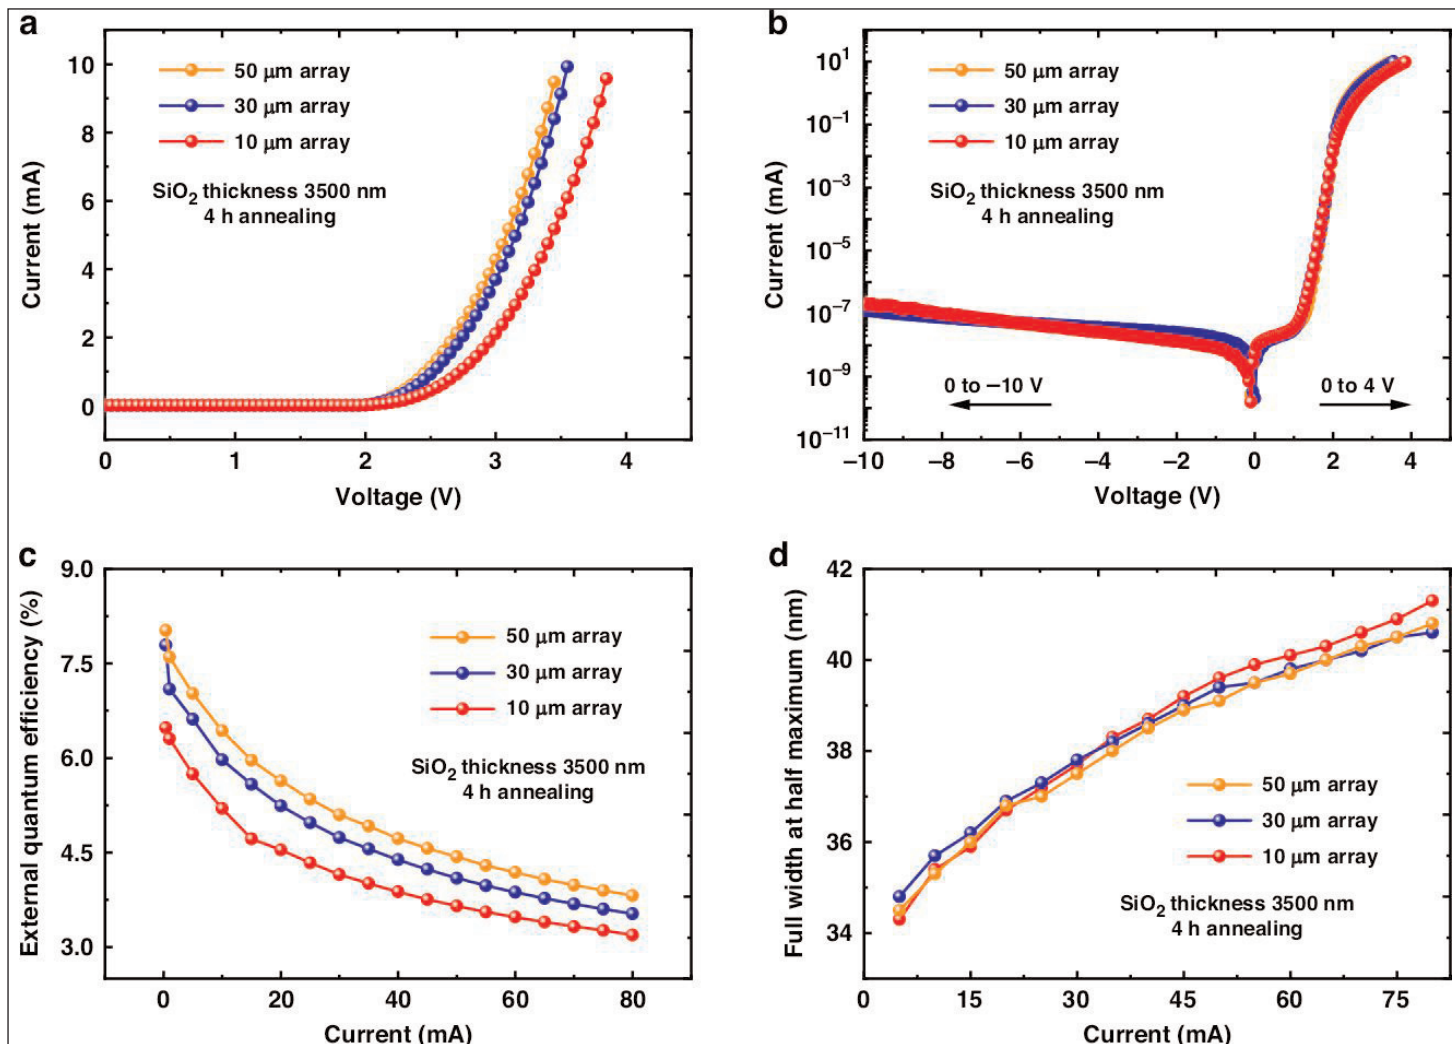 a
10
8
6
4
2
0
Current (mA)
50 μm array
30 μm array
10 μm array
SiO2 thickness 3500 nm
4 h annealing
0
1
2
3
4
Voltage (V)
b
10^1
10^−1
10^−3
10^−5
10^−7
10^−9
10^−11
Current (mA)
50 μm array
30 μm array
10 μm array
SiO2 thickness 3500 nm
4 h annealing
0 to −10 V
0 to 4 V
−10
−8
−6
−4
−2
0
2
4
Voltage (V)
c
9.0
7.5
6.0
4.5
3.0
External quantum efficiency (%)
50 μm array
30 μm array
10 μm array
SiO2 thickness 3500 nm
4 h annealing
0
20
40
60
80
Current (mA)
d
42
40
38
36
34
Full width at half maximum (nm)
50 μm array
30 μm array
10 μm array
SiO2 thickness 3500 nm
4 h annealing
0
15
30
45
60
75
Current (mA)